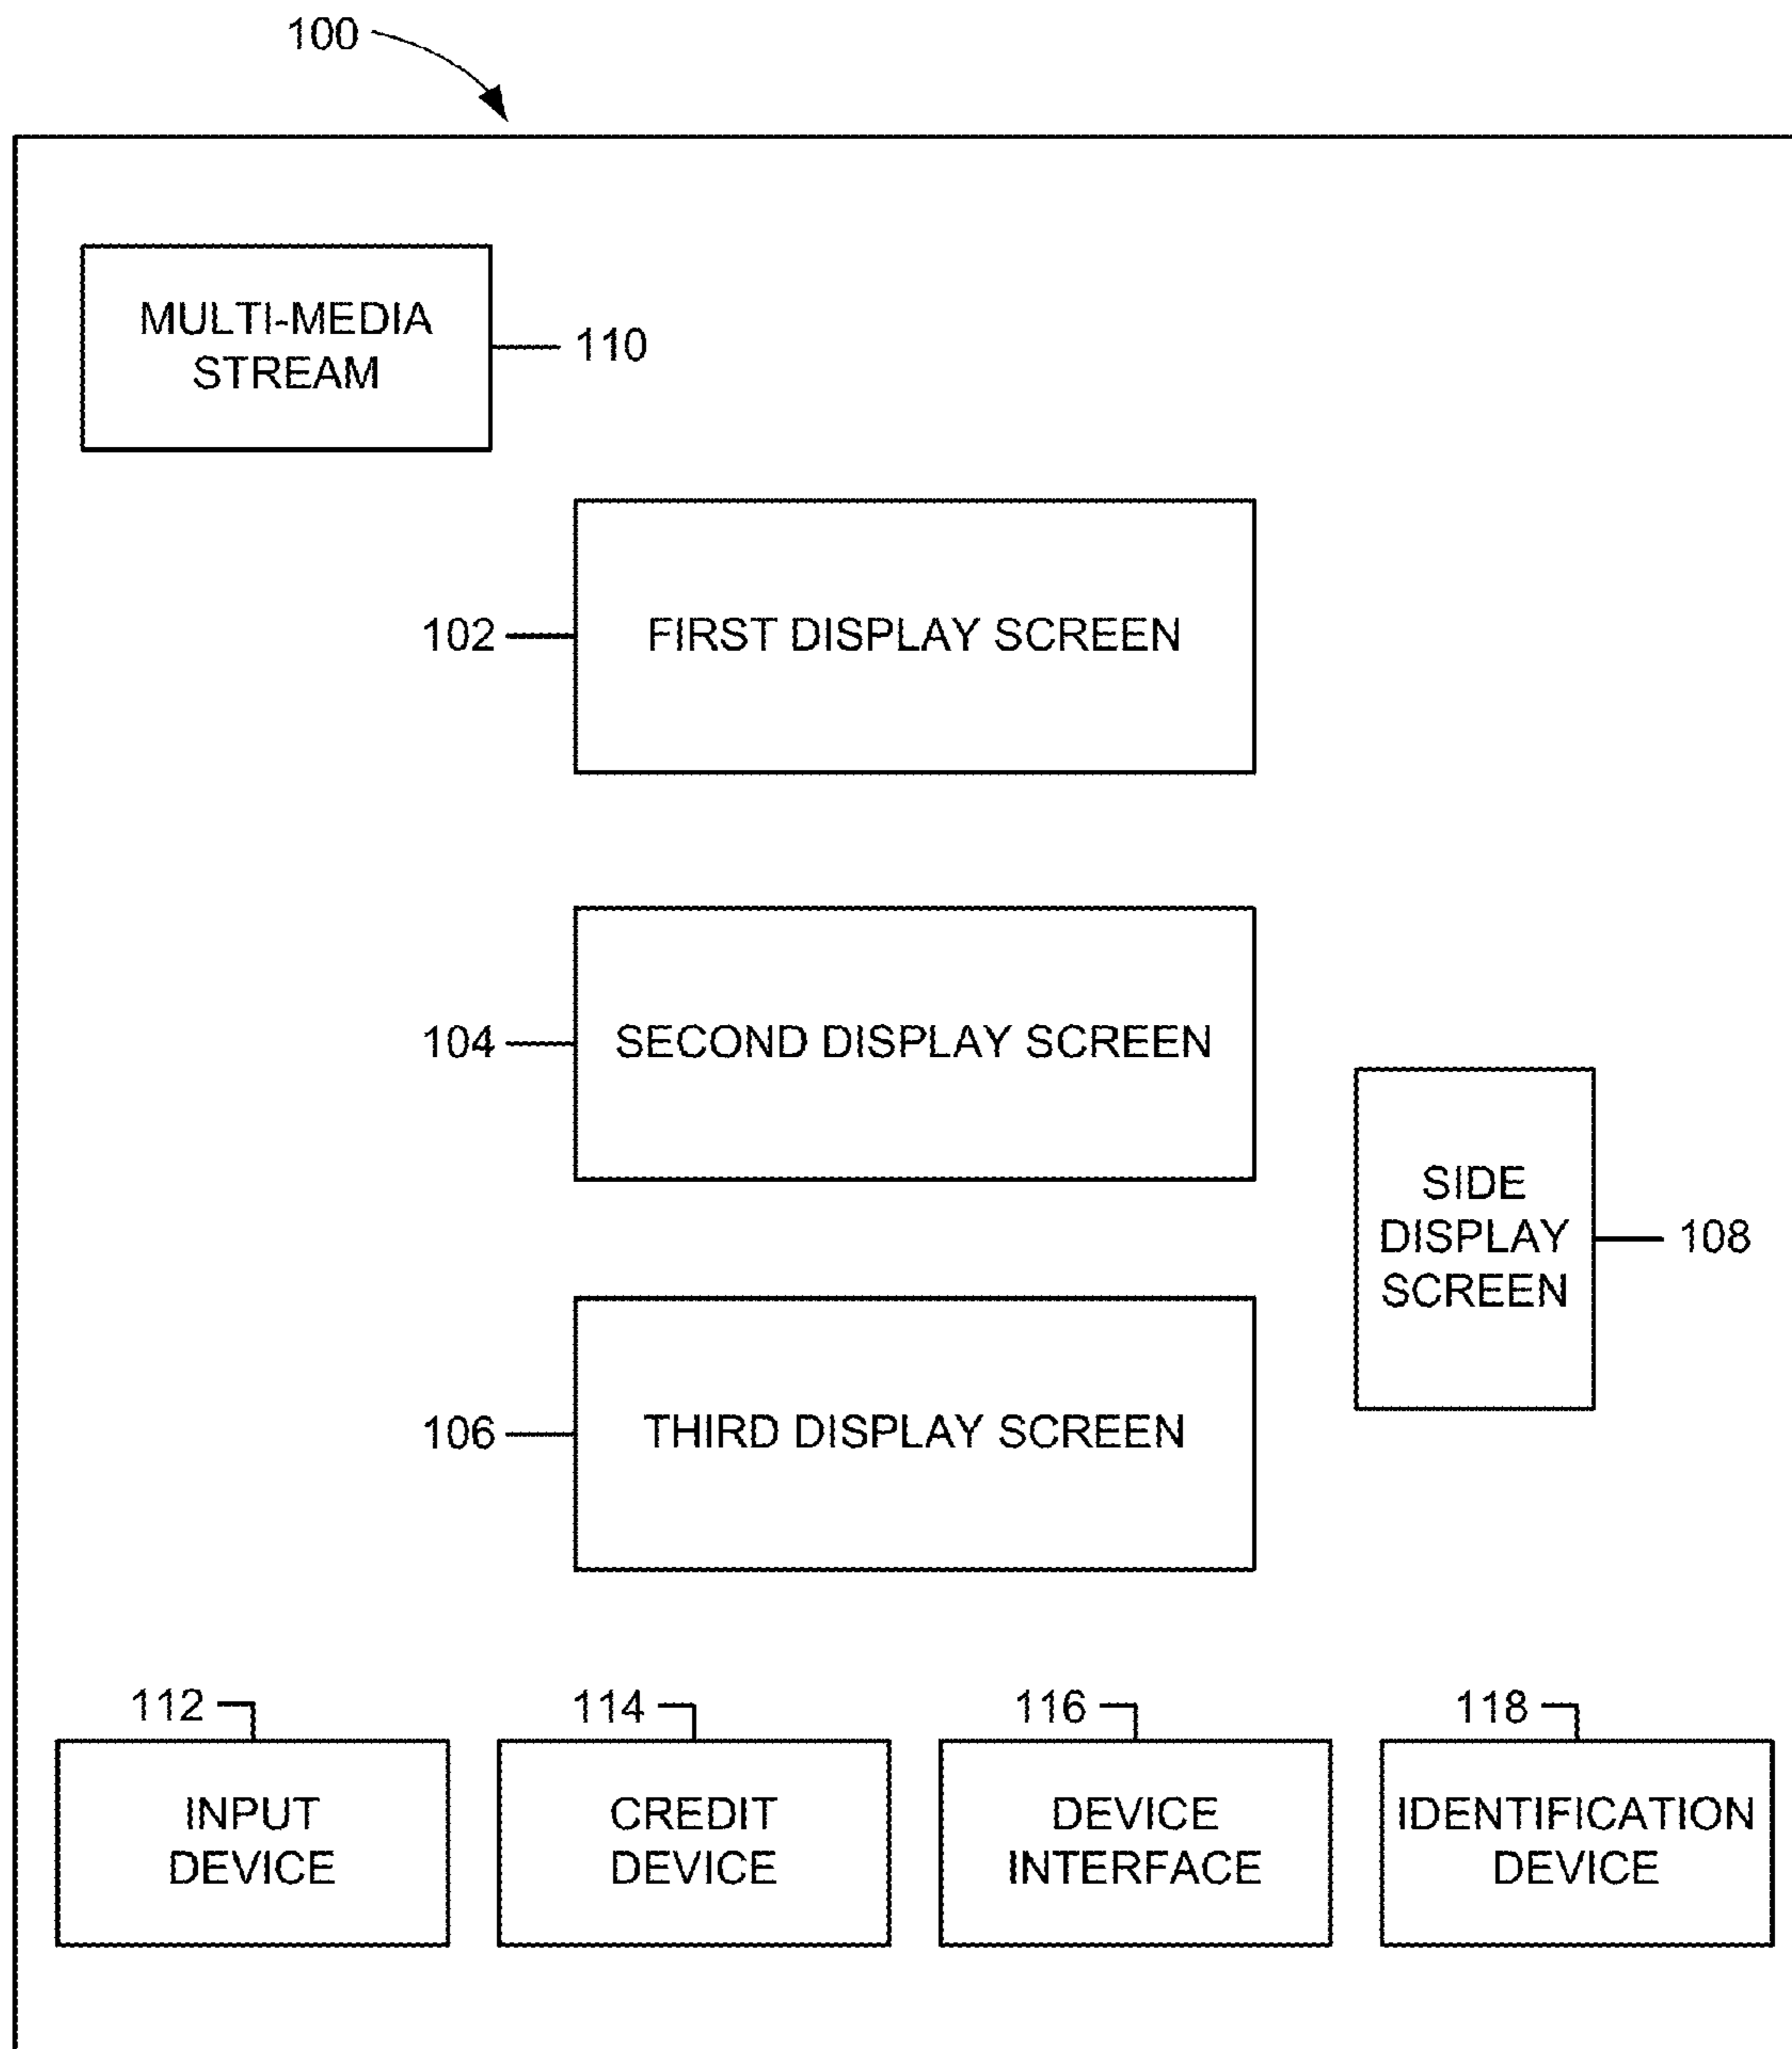 100
MULTI-MEDIA
STREAM
110
102
FIRST DISPLAY SCREEN
104
SECOND DISPLAY SCREEN
SIDE
DISPLAY
SCREEN
108
106
THIRD DISPLAY SCREEN
112
INPUT
DEVICE
114
CREDIT
DEVICE
116
DEVICE
INTERFACE
118
IDENTIFICATION
DEVICE